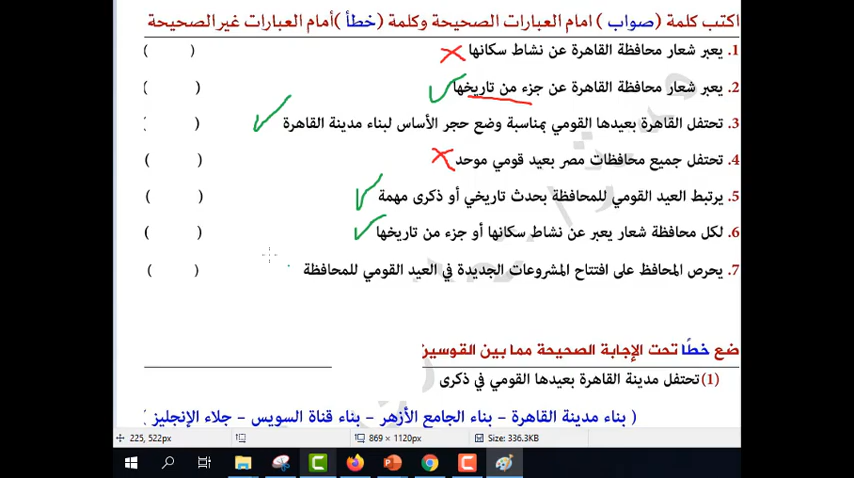 اكتب كلمة (صواب ) امام العبارات الصحيحة وكلمة (خطأ )أمام العبارات غير الصحيحة
1. يعبر شعار محافظة القاهرة عن نشاط سكانها ( )
2. يعبر شعار محافظة القاهرة عن جزء من تاريخها ( )
3. تحتفل القاهرة بعيدها القومي بمناسبة وضع حجر الأساس لبناء مدينة القاهرة ( )
4. تحتفل جميع محافظات مصر بعيد قومي موحد ( )
5. يرتبط العيد القومي للمحافظة بحدث تاريخي أو ذكرى مهمة ( )
6. لكل محافظة شعار يعبر عن نشاط سكانها أو جزء من تاريخها ( )
7. يحرص المحافظ على افتتاح المشروعات الجديدة في العيد القومي للمحافظة ( )
ضع خطًا تحت الإجابة الصحيحة مما بين القوسين
(1) تحتفل مدينة القاهرة بعيدها القومي في ذكرى
( بناء مدينة القاهرة – بناء الجامع الأزهر – بناء قناة السويس – جلاء الإنجليز )
225, 522px 869 × 1120px Size: 336.3KB